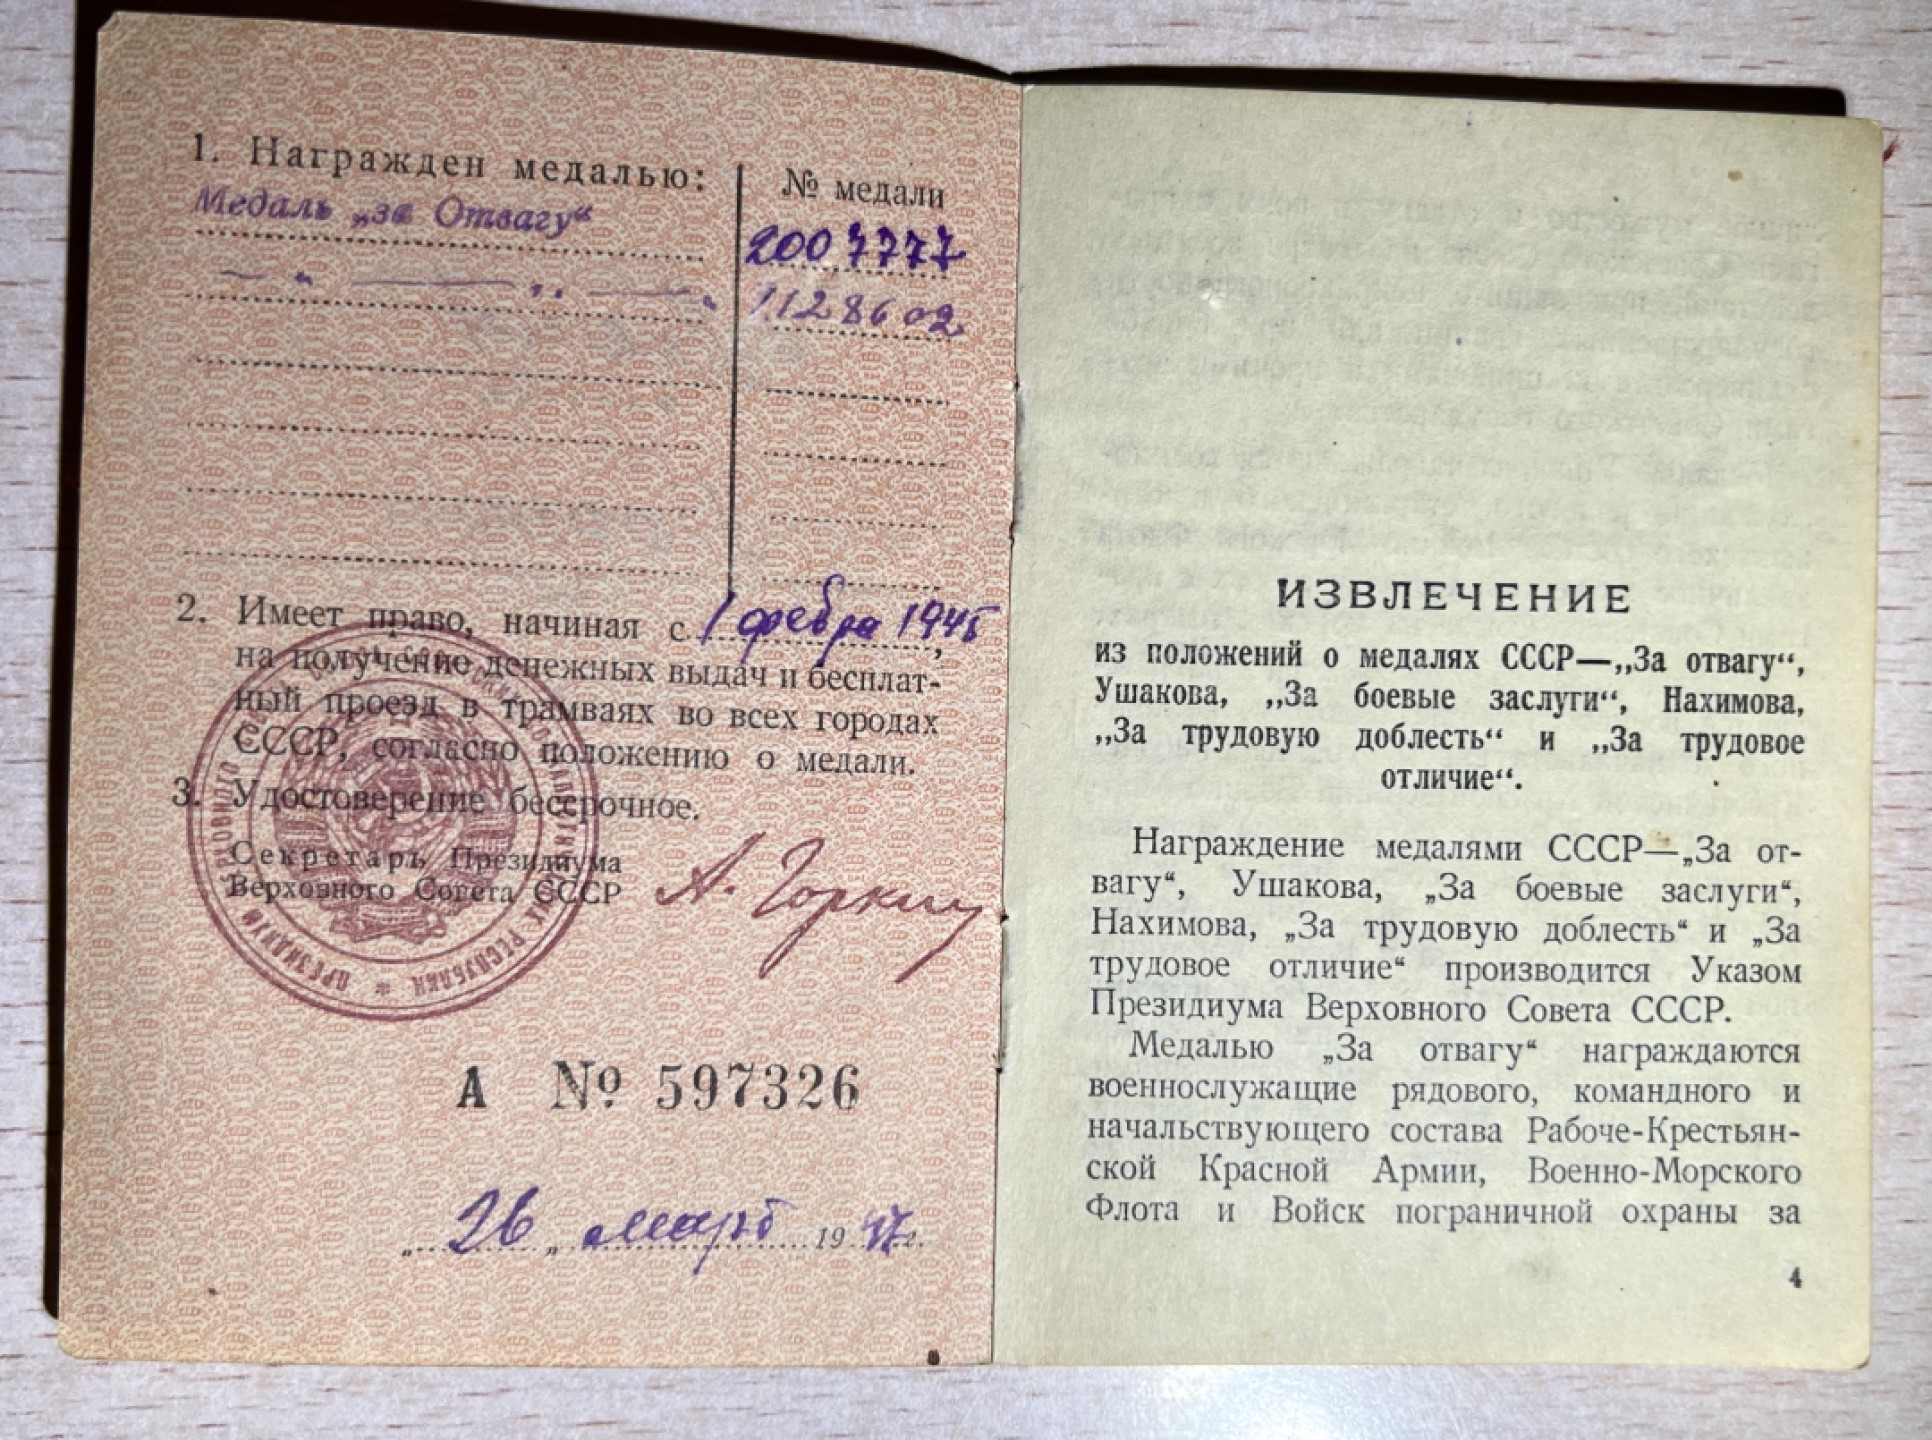 1. Награжден медалью:
№ медали
Медаль „за Отвагу“
2007777
— „ — „ — „
1128602
2. Имеет право, начиная с 1 февра 1945,
на получение денежных выдач и бесплат-
ный проезд в трамваях во всех городах
СССР, согласно положению о медали.
3. Удостоверение бессрочное.
Секретарь Президиума
Верховного Совета СССР
А. Горкин
А № 597326
„ 26 „ март 1947 г.
ИЗВЛЕЧЕНИЕ
из положений о медалях СССР—„За отвагу“,
Ушакова, „За боевые заслуги“, Нахимова,
„За трудовую доблесть“ и „За трудовое
отличие“.
Награждение медалями СССР—„За от-
вагу“, Ушакова, „За боевые заслуги“,
Нахимова, „За трудовую доблесть“ и „За
трудовое отличие“ производится Указом
Президиума Верховного Совета СССР.
Медалью „За отвагу“ награждаются
военнослужащие рядового, командного и
начальствующего состава Рабоче-Крестьян-
ской Красной Армии, Военно-Морского
Флота и Войск пограничной охраны за
4